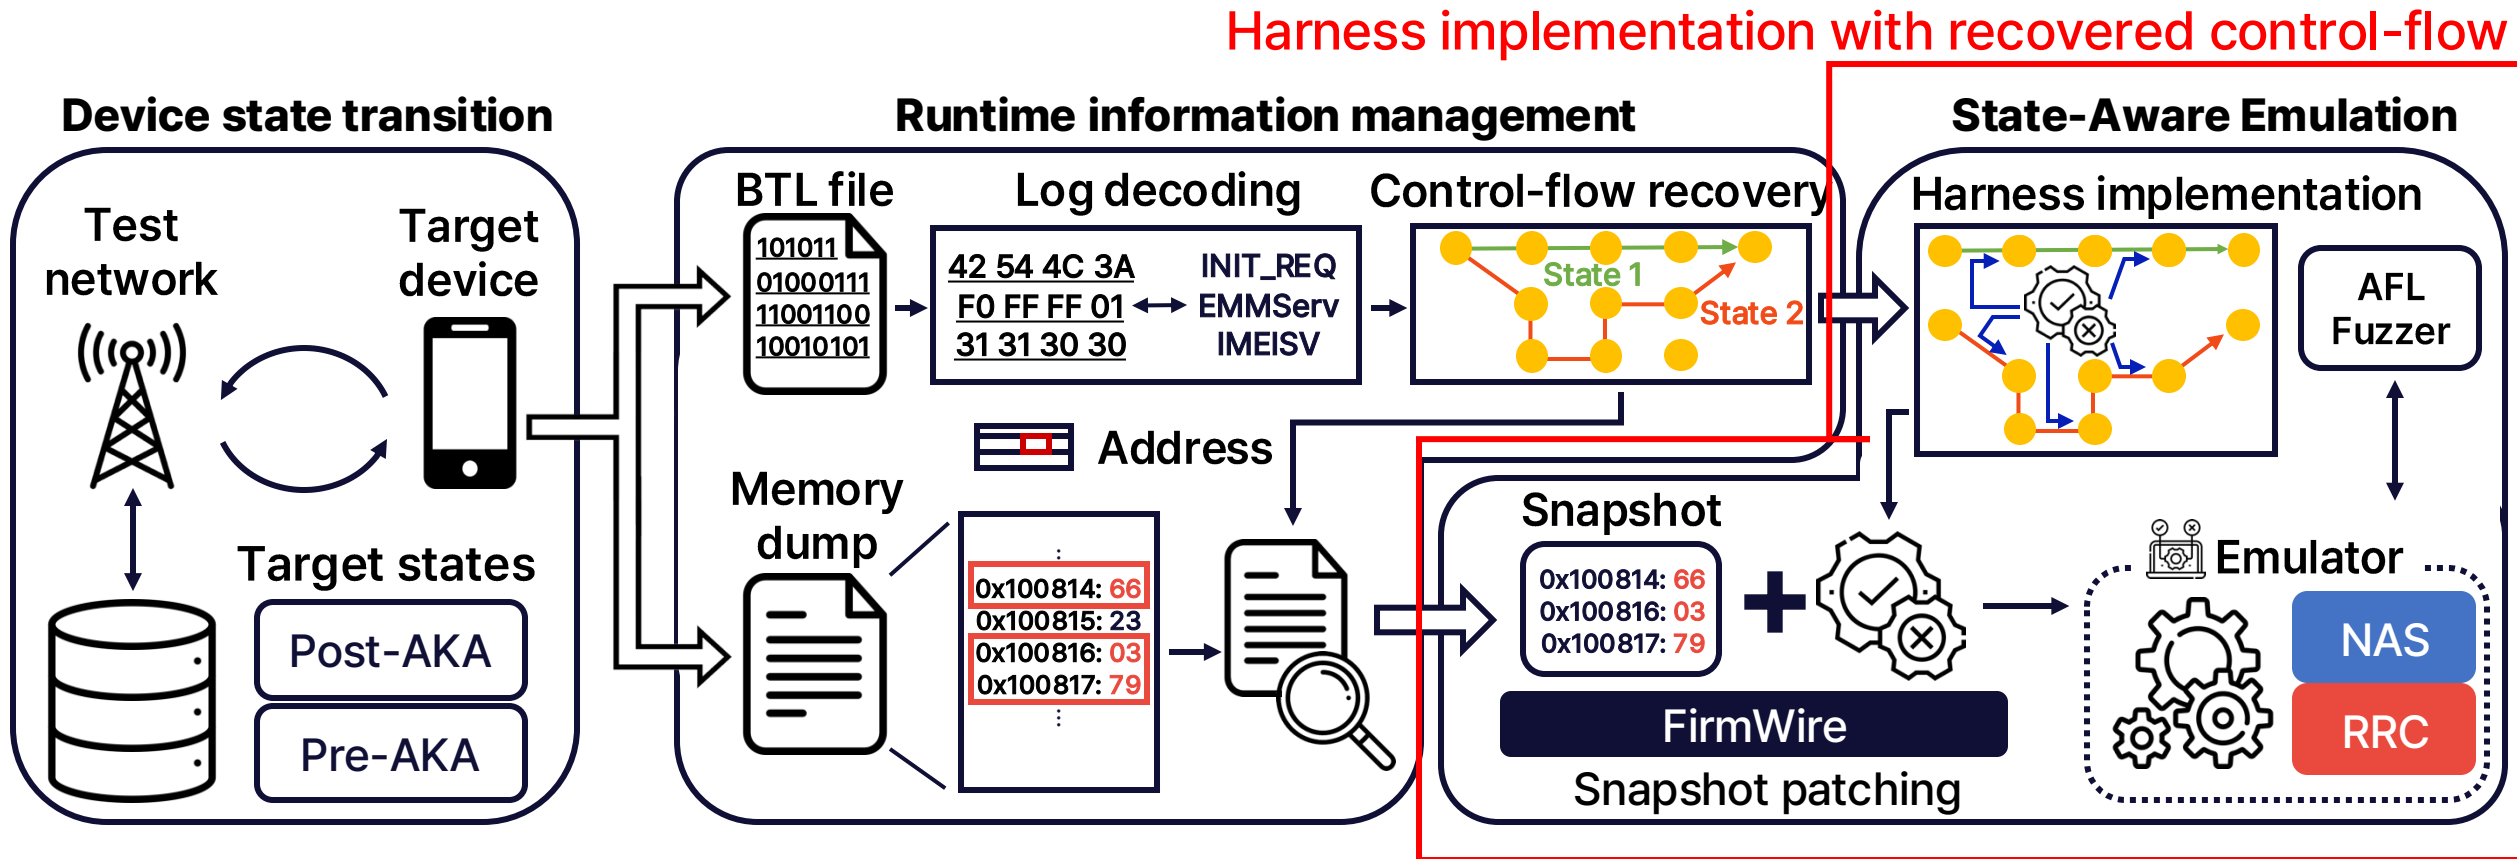 Harness implementation with recovered control-flow
Device state transition
Runtime information management
State-Aware Emulation
Test
network
Target
device
Target states
Post-AKA
Pre-AKA
BTL file
101011
01000111
11001100
10010101
Log decoding
42 54 4C 3A
F0 FF FF 01
31 31 30 30
INIT_REQ
EMMServ
IMEISV
Control-flow recovery
State 1
State 2
Address
Memory
dump
0x100814: 66
0x100815: 23
0x100816: 03
0x100817: 79
Harness implementation
AFL
Fuzzer
Snapshot
0x100814: 66
0x100816: 03
0x100817: 79
FirmWire
Snapshot patching
Emulator
NAS
RRC